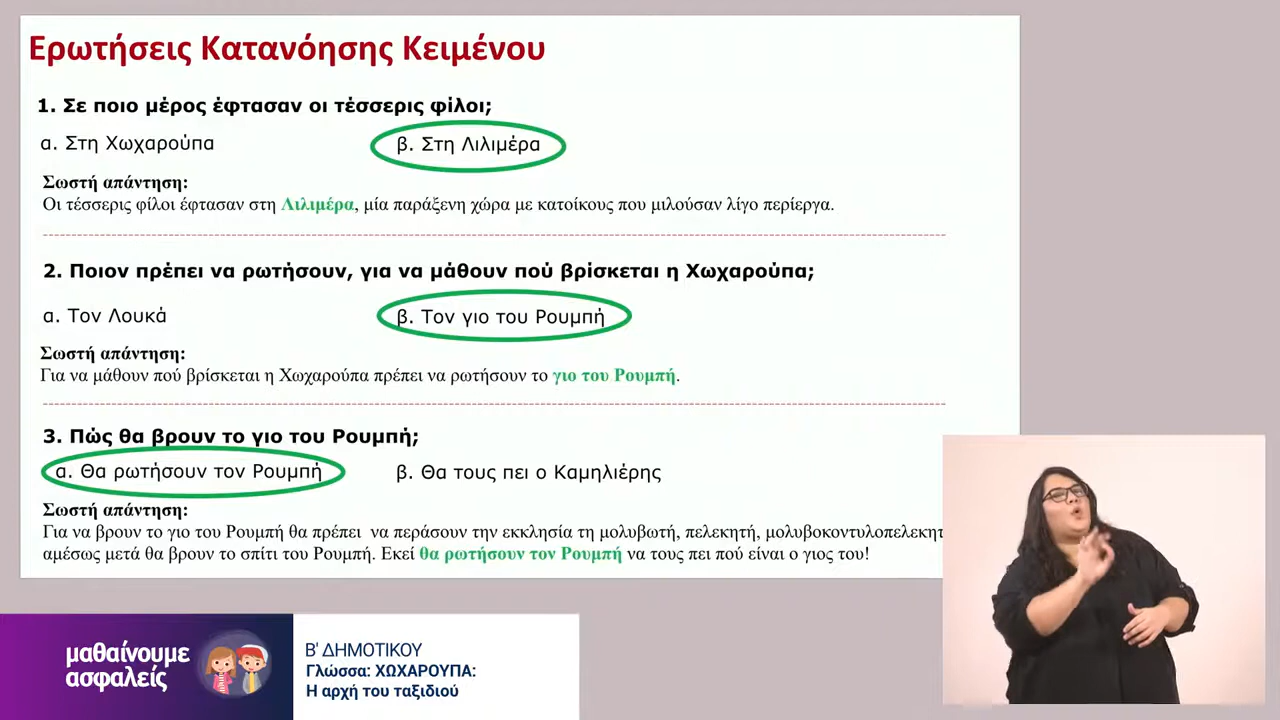 Ερωτήσεις Κατανόησης Κειμένου
1. Σε ποιο μέρος έφτασαν οι τέσσερις φίλοι;
α. Στη Χωχαρούπα β. Στη Λιλιμέρα
Σωστή απάντηση:
Οι τέσσερις φίλοι έφτασαν στη Λιλιμέρα, μία παράξενη χώρα με κατοίκους που μιλούσαν λίγο περίεργα.
2. Ποιον πρέπει να ρωτήσουν, για να μάθουν πού βρίσκεται η Χωχαρούπα;
α. Τον Λουκά β. Τον γιο του Ρουμπή
Σωστή απάντηση:
Για να μάθουν πού βρίσκεται η Χωχαρούπα πρέπει να ρωτήσουν το γιο του Ρουμπή.
3. Πώς θα βρουν το γιο του Ρουμπή;
α. Θα ρωτήσουν τον Ρουμπή β. Θα τους πει ο Καμηλιέρης
Σωστή απάντηση:
Για να βρουν το γιο του Ρουμπή θα πρέπει να περάσουν την εκκλησία τη μολυβωτή, πελεκητή, μολυβοκοντυλοπελεκητ
αμέσως μετά θα βρουν το σπίτι του Ρουμπή. Εκεί θα ρωτήσουν τον Ρουμπή να τους πει πού είναι ο γιος του!
μαθαίνουμε
ασφαλείς
Β' ΔΗΜΟΤΙΚΟΥ
Γλώσσα: ΧΩΧΑΡΟΥΠΑ:
Η αρχή του ταξιδιού